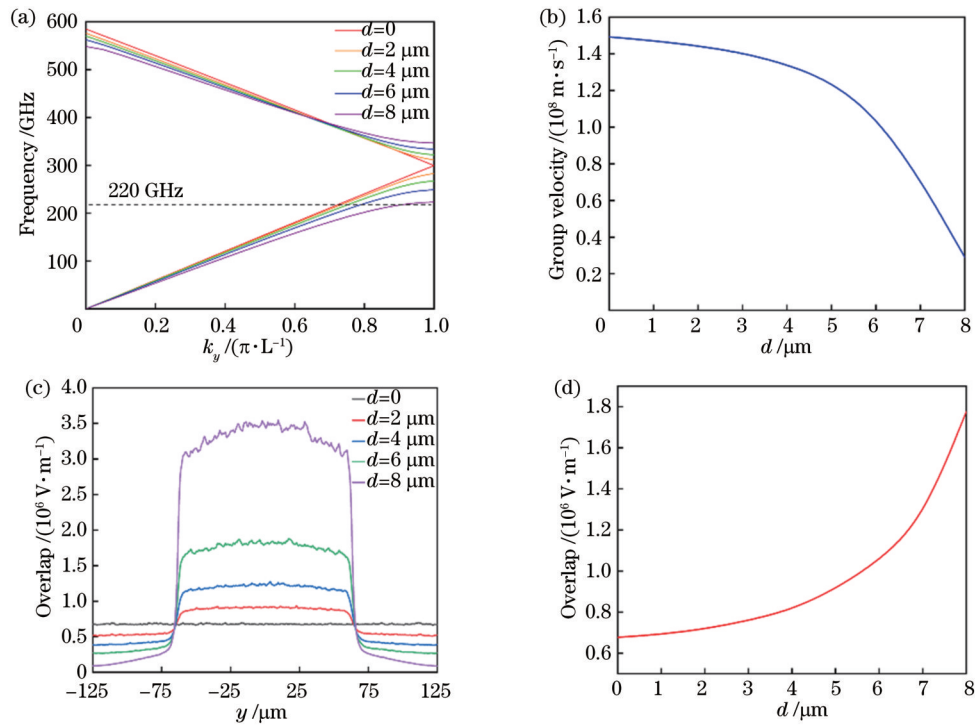 (a)
600
500
400
300
200
100
Frequency /GHz
d=0
d=2 μm
d=4 μm
d=6 μm
d=8 μm
220 GHz
0 0.2 0.4 0.6 0.8 1.0
k_y /(π·L⁻¹)
(b)
1.6
1.4
1.2
1.0
0.8
0.6
0.4
0.2
Group velocity /(10⁸ m·s⁻¹)
0 1 2 3 4 5 6 7 8
d /μm
(c)
4.0
3.5
3.0
2.5
2.0
1.5
1.0
0.5
0
Overlap /(10⁶ V·m⁻¹)
d=0
d=2 μm
d=4 μm
d=6 μm
d=8 μm
−125 −75 −25 25 75 125
y /μm
(d)
1.8
1.6
1.4
1.2
1.0
0.8
0.6
Overlap /(10⁶ V·m⁻¹)
0 1 2 3 4 5 6 7 8
d /μm